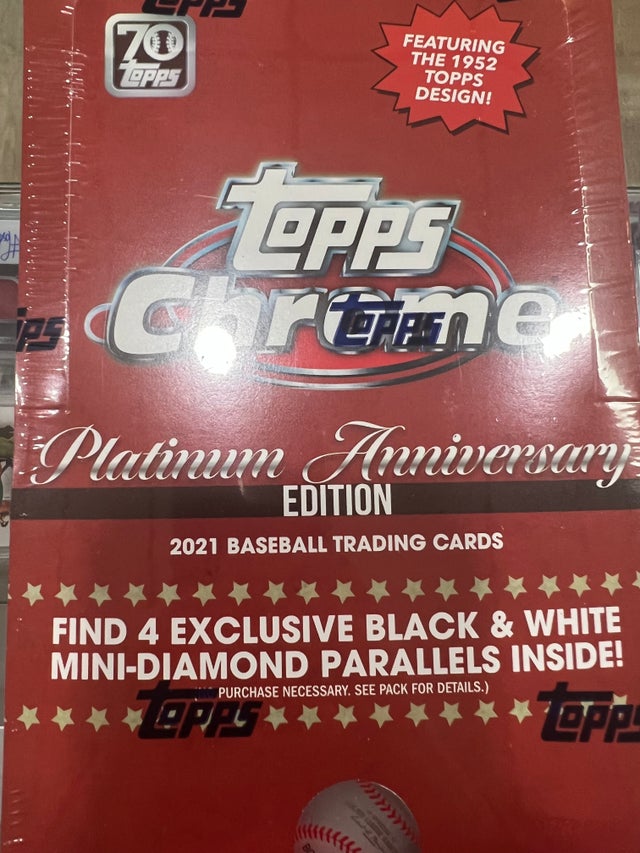 Topps
70
Topps
FEATURING
THE 1952
TOPPS
DESIGN!
Topps
Chrome
Topps
Platinum Anniversary
EDITION
2021 BASEBALL TRADING CARDS
FIND 4 EXCLUSIVE BLACK & WHITE
MINI-DIAMOND PARALLELS INSIDE!
PURCHASE NECESSARY. SEE PACK FOR DETAILS.)
Topps
Topps